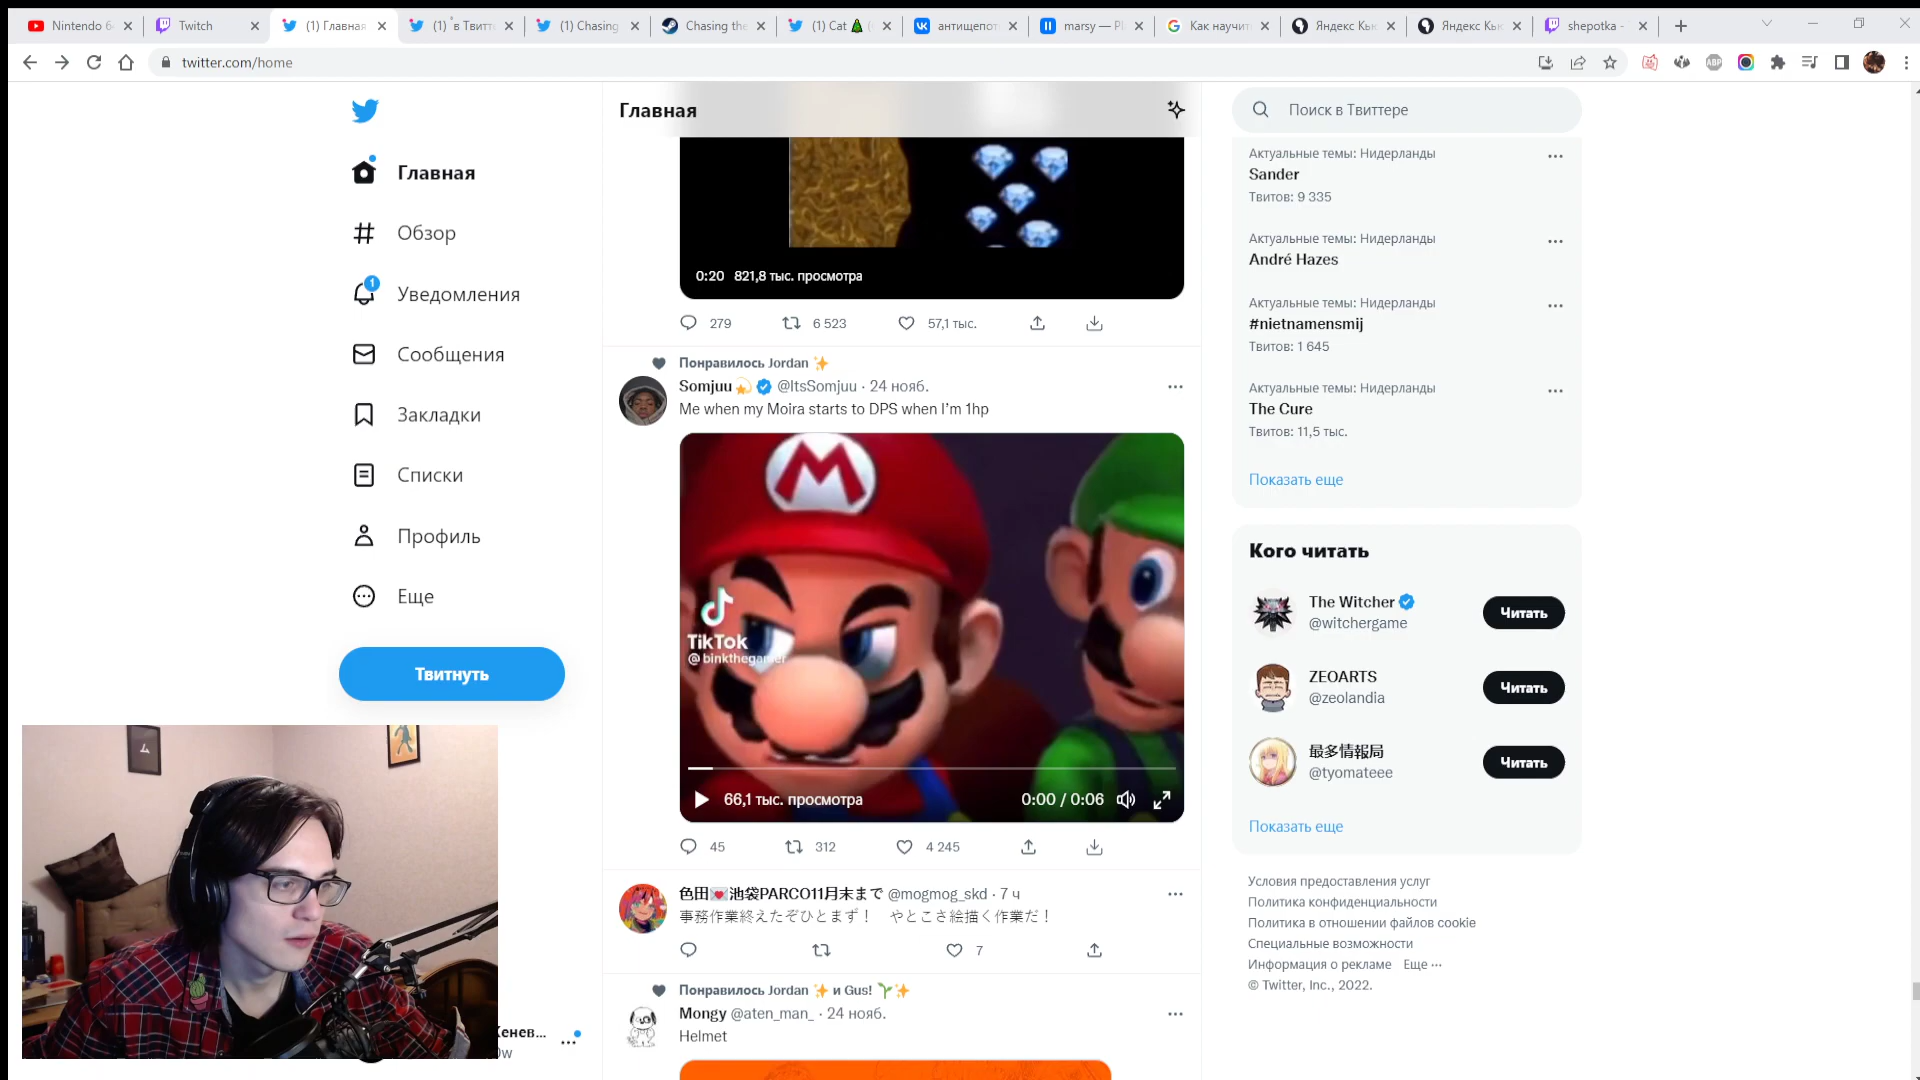 Nintendo 6
Twitch
(1) Главная
(1) "в Твитт
(1) Chasing
Chasing the
(1) Cat
антищепот
marsy — Pl
Как научит
Яндекс Кью
Яндекс Кью
shepotka -
twitter.com/home
Главная
Поиск в Твиттере
Главная
Обзор
1
Уведомления
Сообщения
Закладки
Списки
Профиль
Еще
Твитнуть
Кенев...
0w
0:20 821,8 тыс. просмотра
279
6 523
57,1 тыс.
Понравилось Jordan ✨
Somjuu💫 @ItsSomjuu · 24 нояб.
Me when my Moira starts to DPS when I’m 1hp
M
TikTok
@binkthegamer
66,1 тыс. просмотра
0:00 / 0:06
45
312
4 245
色田💌池袋PARCO11月末まで @mogmog_skd · 7 ч
事務作業終えたぞひとまず！　やとこさ絵描く作業だ！
7
Понравилось Jordan ✨ и Gus! 🌱✨
Mongy @aten_man_ · 24 нояб.
Helmet
Актуальные темы: Нидерланды
Sander
Твитов: 9 335
Актуальные темы: Нидерланды
André Hazes
Актуальные темы: Нидерланды
#nietnamensmij
Твитов: 1 645
Актуальные темы: Нидерланды
The Cure
Твитов: 11,5 тыс.
Показать еще
Кого читать
The Witcher
@witchergame
Читать
ZEOARTS
@zeolandia
Читать
最多情報局
@tyomateee
Читать
Показать еще
Условия предоставления услуг
Политика конфиденциальности
Политика в отношении файлов cookie
Специальные возможности
Информация о рекламе Еще ···
© Twitter, Inc., 2022.
ABP